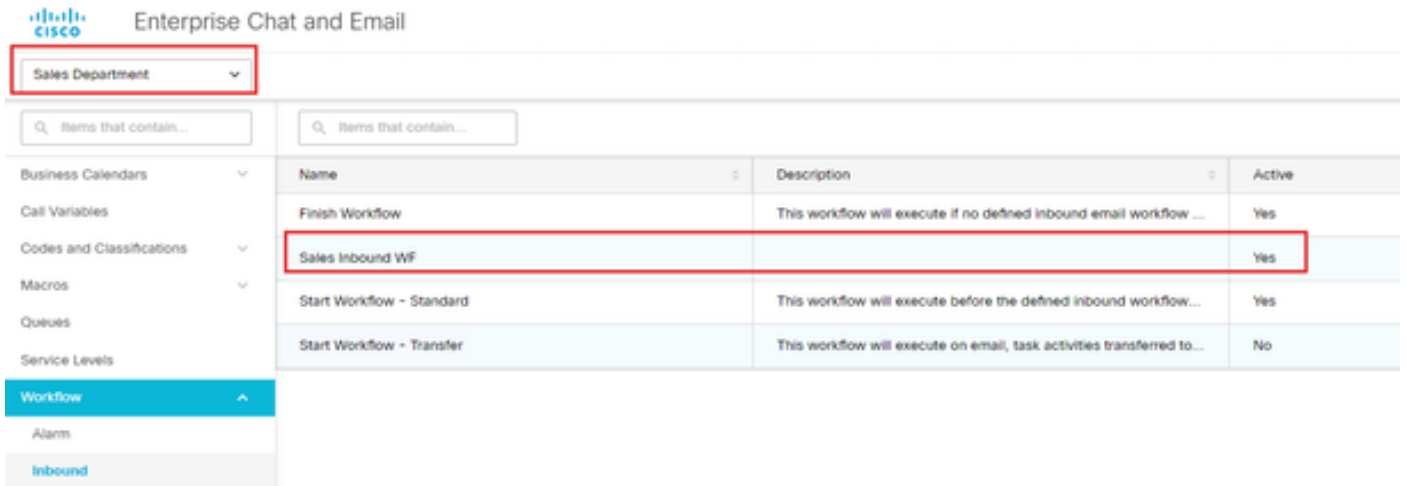 CISCO
Enterprise Chat and Email
Sales Department
Items that contain...
Items that contain...
Business Calendars
Call Variables
Codes and Classifications
Macros
Queues
Service Levels
Workflow
Alarm
Inbound
Name Description Active
Finish Workflow This workflow will execute if no defined inbound email workflow ... Yes
Sales Inbound WF Yes
Start Workflow - Standard This workflow will execute before the defined inbound workflow... Yes
Start Workflow - Transfer This workflow will execute on email, task activities transferred to... No